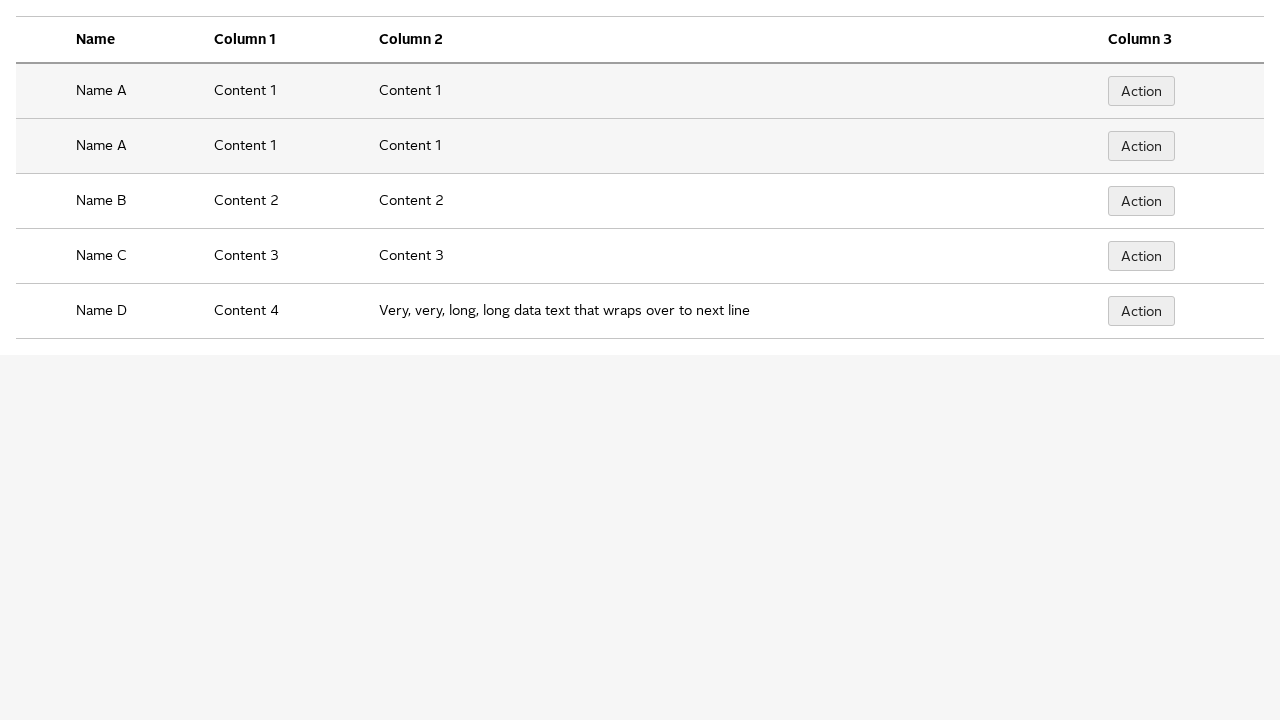 Name Column 1 Column 2 Column 3
Name A Content 1 Content 1 Action
Name A Content 1 Content 1 Action
Name B Content 2 Content 2 Action
Name C Content 3 Content 3 Action
Name D Content 4 Very, very, long, long data text that wraps over to next line Action